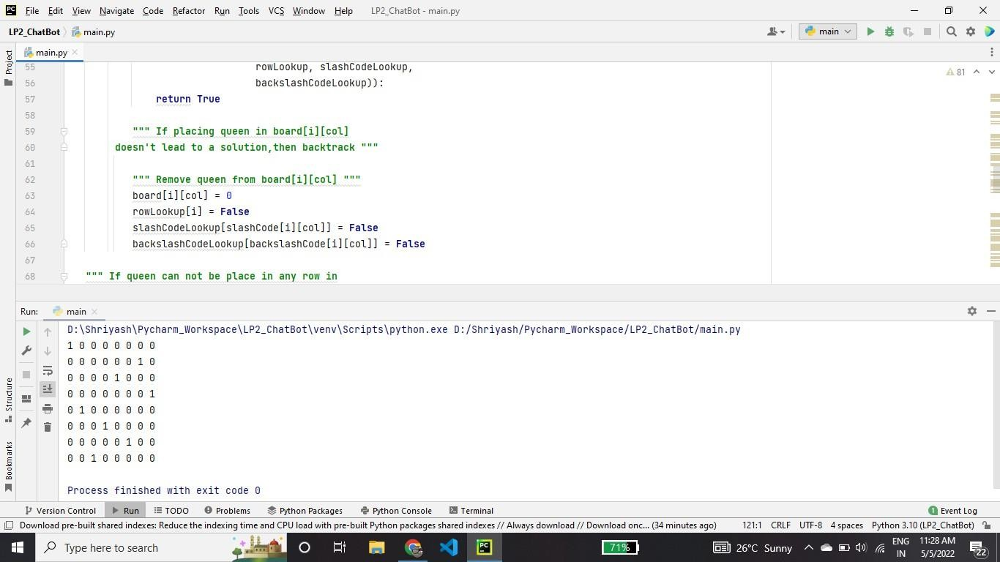 PC File Edit View Navigate Code Refactor Run Tools VCS Window Help LP2_ChatBot - main.py
LP2_ChatBot main.py main
Project
main.py
55 rowLookup, slashCodeLookup,
81
56 backslashCodeLookup)):
57 return True
58
59 """ If placing queen in board[i][col]
60 doesn't lead to a solution,then backtrack """
61
62 """ Remove queen from board[i][col] """
63 board[i][col] = 0
64 rowLookup[i] = False
65 slashCodeLookup[slashCode[i][col]] = False
66 backslashCodeLookup[backslashCode[i][col]] = False
67
68 """ If queen can not be place in any row in
Run: main
D:\Shriyash\Pycharm_Workspace\LP2_ChatBot\venv\Scripts\python.exe D:/Shriyash/Pycharm_Workspace/LP2_ChatBot/main.py
1 0 0 0 0 0 0 0
0 0 0 0 0 0 1 0
0 0 0 0 1 0 0 0
0 0 0 0 0 0 0 1
0 1 0 0 0 0 0 0
0 0 0 1 0 0 0 0
0 0 0 0 0 1 0 0
0 0 1 0 0 0 0 0
Process finished with exit code 0
Structure
Bookmarks
Version Control Run TODO Problems Python Packages Python Console Terminal 1 Event Log
Download pre-built shared indexes: Reduce the indexing time and CPU load with pre-built Python packages shared indexes // Always download // Download onc... (34 minutes ago) 121:1 CRLF UTF-8 4 spaces Python 3.10 (LP2_ChatBot)
Type here to search PC 71% 26°C Sunny ENG 11:28 AM
IN 5/5/2022 22